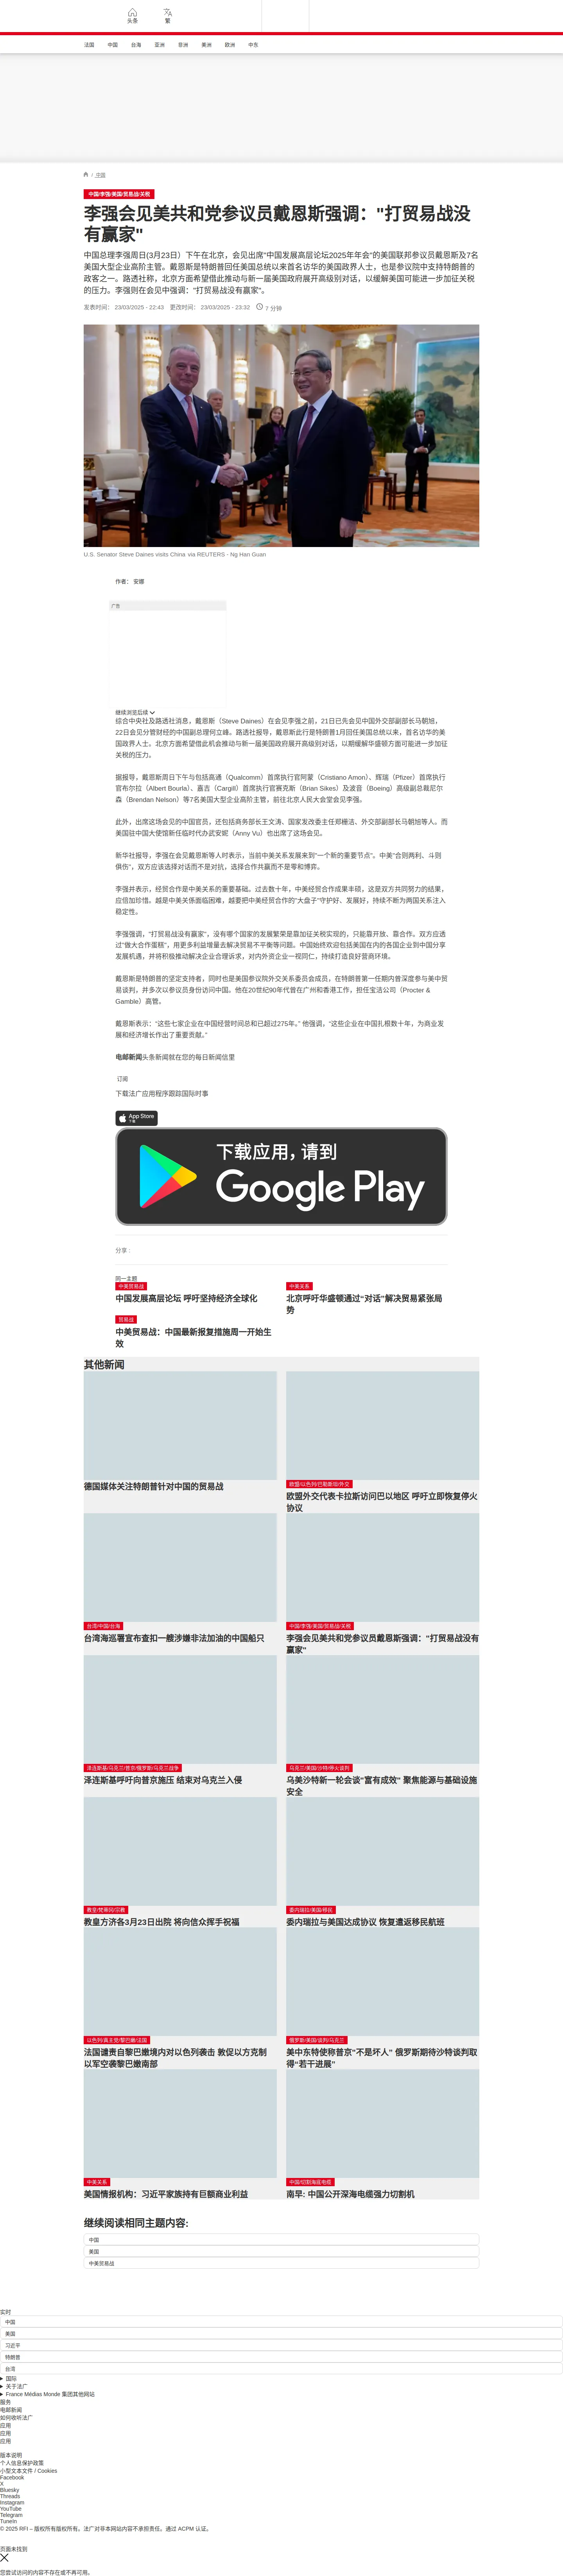 头条
繁
法国 中国 台海 亚洲 非洲 美洲 欧洲 中东
/ 中国
中国/李强/美国/贸易战/关税
李强会见美共和党参议员戴恩斯强调："打贸易战没
有赢家"
中国总理李强周日(3月23日）下午在北京，会见出席"中国发展高层论坛2025年年会"的美国联邦参议员戴恩斯及7名
美国大型企业高阶主管。戴恩斯是特朗普回任美国总统以来首名访华的美国政界人士，也是参议院中支持特朗普的
政客之一。路透社称，北京方面希望借此推动与新一届美国政府展开高级别对话，以缓解美国可能进一步加征关税
的压力。李强则在会见中强调："打贸易战没有赢家"。
发表时间： 23/03/2025 - 22:43 更改时间： 23/03/2025 - 23:32 7 分钟
U.S. Senator Steve Daines visits China via REUTERS - Ng Han Guan
作者： 安娜
广告
继续浏览后续
综合中央社及路透社消息，戴恩斯（Steve Daines）在会见李强之前，21日已先会见中国外交部副部长马朝旭，
22日会见分管财经的中国副总理何立峰。路透社报导，戴恩斯此行是特朗普1月回任美国总统以来，首名访华的美
国政界人士。北京方面希望借此机会推动与新一届美国政府展开高级别对话，以期缓解华盛顿方面可能进一步加征
关税的压力。
据报导，戴恩斯周日下午与包括高通（Qualcomm）首席执行官阿蒙（Cristiano Amon）、辉瑞（Pfizer）首席执行
官布尔拉（Albert Bourla）、嘉吉（Cargill）首席执行官赛克斯（Brian Sikes）及波音（Boeing）高级副总裁尼尔
森（Brendan Nelson）等7名美国大型企业高阶主管，前往北京人民大会堂会见李强。
此外，出席这场会见的中国官员，还包括商务部长王文涛、国家发改委主任郑栅洁、外交部副部长马朝旭等人。而
美国驻中国大使馆新任临时代办武安妮（Anny Vu）也出席了这场会见。
新华社报导，李强在会见戴恩斯等人时表示，当前中美关系发展来到"一个新的重要节点"。中美"合则两利、斗则
俱伤"，双方应该选择对话而不是对抗，选择合作共赢而不是零和博弈。
李强并表示，经贸合作是中美关系的重要基础。过去数十年，中美经贸合作成果丰硕，这是双方共同努力的结果，
应倍加珍惜。越是中美关係面临困难，越要把中美经贸合作的"大盘子"守护好、发展好，持续不断为两国关系注入
稳定性。
李强强调，"打贸易战没有赢家"，没有哪个国家的发展繁荣是靠加征关税实现的，只能靠开放、靠合作。双方应透
过"做大合作蛋糕"，用更多利益增量去解决贸易不平衡等问题。中国始终欢迎包括美国在内的各国企业到中国分享
发展机遇，并将积极推动解决企业合理诉求，对内外资企业一视同仁，持续打造良好营商环境。
戴恩斯是特朗普的坚定支持者，同时也是美国参议院外交关系委员会成员，在特朗普第一任期内曾深度参与美中贸
易谈判，并多次以参议员身份访问中国。他在20世纪90年代曾在广州和香港工作，担任宝洁公司（Procter &
Gamble）高管。
戴恩斯表示："这些七家企业在中国经营时间总和已超过275年。" 他强调，"这些企业在中国扎根数十年，为商业发
展和经济增长作出了重要贡献。"
电邮新闻头条新闻就在您的每日新闻信里
订阅
下载法广应用程序跟踪国际时事
App Store
下载
下载应用，请到
Google Play
分享 :
同一主题
中美贸易战
中国发展高层论坛 呼吁坚持经济全球化
中美关系
北京呼吁华盛顿通过"对话"解决贸易紧张局
势
贸易战
中美贸易战：中国最新报复措施周一开始生
效
其他新闻
德国媒体关注特朗普针对中国的贸易战
欧盟/以色列/巴勒斯坦/外交
欧盟外交代表卡拉斯访问巴以地区 呼吁立即恢复停火
协议
台湾/中国/台海
台湾海巡署宣布查扣一艘涉嫌非法加油的中国船只
中国/李强/美国/贸易战/关税
李强会见美共和党参议员戴恩斯强调："打贸易战没有
赢家"
泽连斯基/乌克兰/普京/俄罗斯/乌克兰战争
泽连斯基呼吁向普京施压 结束对乌克兰入侵
乌克兰/美国/沙特/停火谈判
乌美沙特新一轮会谈"富有成效" 聚焦能源与基础设施
安全
教皇/梵蒂冈/宗教
教皇方济各3月23日出院 将向信众挥手祝福
委内瑞拉/美国/移民
委内瑞拉与美国达成协议 恢复遣返移民航班
以色列/真主党/黎巴嫩/法国
法国谴责自黎巴嫩境内对以色列袭击 敦促以方克制
以军空袭黎巴嫩南部
俄罗斯/美国/谈判/乌克兰
美中东特使称普京"不是坏人" 俄罗斯期待沙特谈判取
得"若干进展"
中美关系
美国情报机构：习近平家族持有巨额商业利益
中国/切割海底电缆
南早: 中国公开深海电缆强力切割机
继续阅读相同主题内容:
中国
美国
中美贸易战
实时
中国
美国
习近平
特朗普
台湾
国际
关于法广
France Médias Monde 集团其他网站
服务
电邮新闻
如何收听法广
应用
应用
应用
版本说明
个人信息保护政策
小型文本文件 / Cookies
Facebook
X
Bluesky
Threads
Instagram
YouTube
Telegram
TuneIn
© 2025 RFI – 版权所有版权所有。法广对非本网站内容不承担责任。通过 ACPM 认证。
页面未找到
您尝试访问的内容不存在或不再可用。